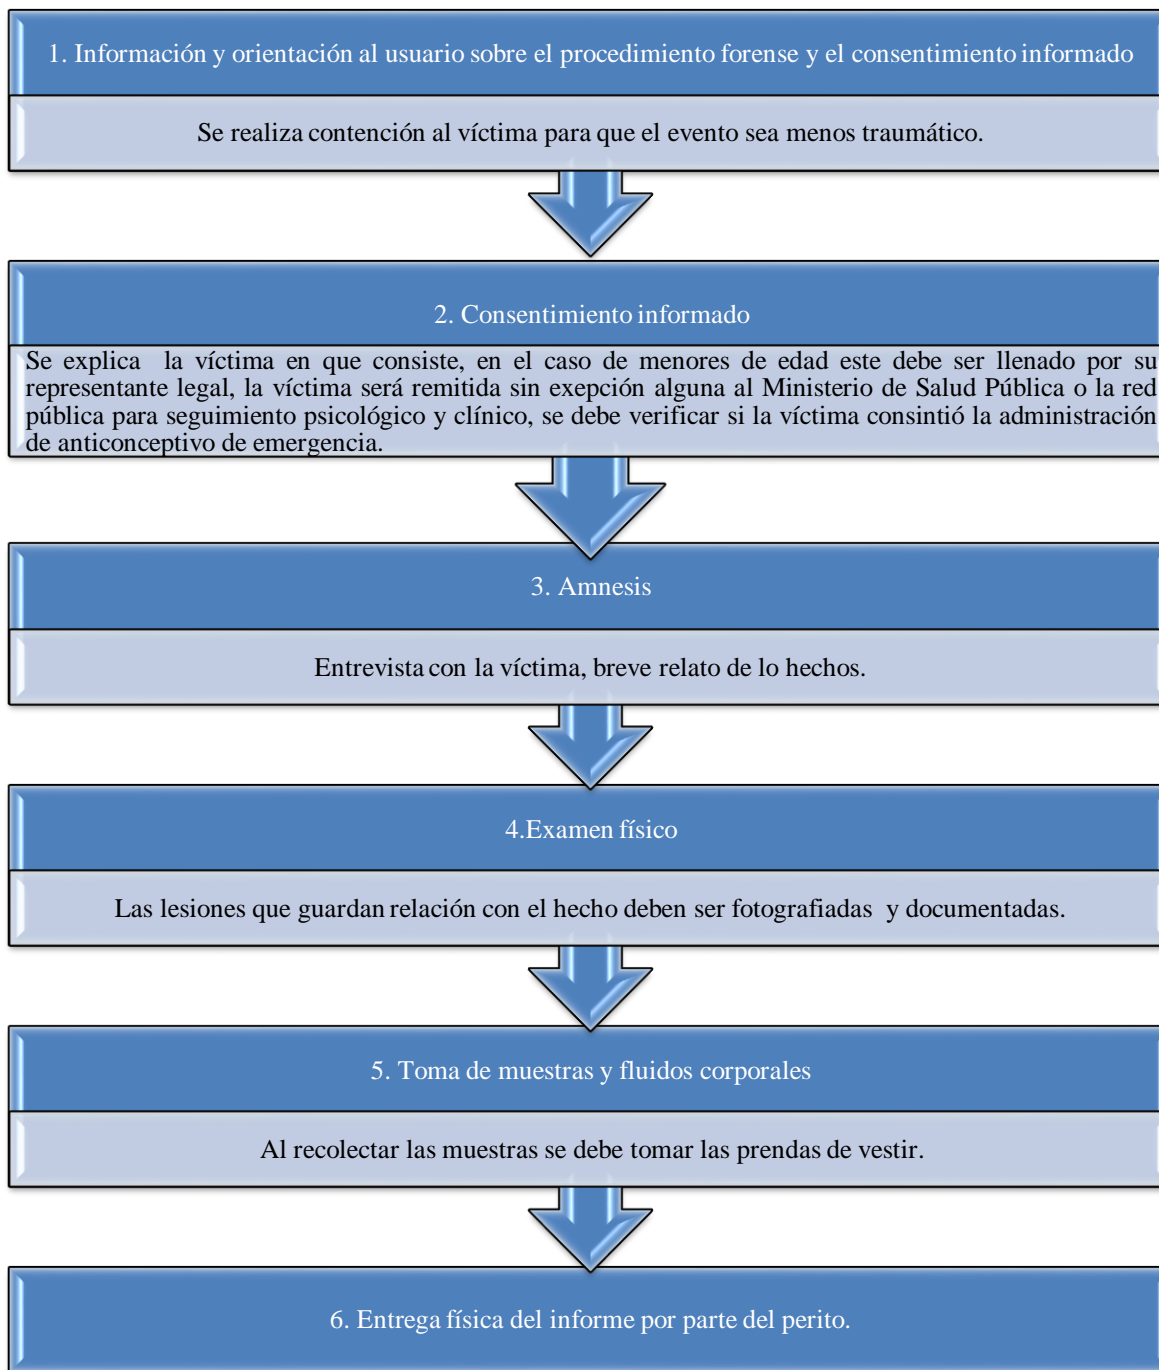 1. Información y orientación al usuario sobre el procedimiento forense y el consentimiento informado
Se realiza contención al víctima para que el evento sea menos traumático.
2. Consentimiento informado
Se explica la víctima en que consiste, en el caso de menores de edad este debe ser llenado por su
representante legal, la víctima será remitida sin exepción alguna al Ministerio de Salud Pública o la red
pública para seguimiento psicológico y clínico, se debe verificar si la víctima consintió la administración
de anticonceptivo de emergencia.
3. Amnesis
Entrevista con la víctima, breve relato de lo hechos.
4.Examen físico
Las lesiones que guardan relación con el hecho deben ser fotografiadas y documentadas.
5. Toma de muestras y fluidos corporales
Al recolectar las muestras se debe tomar las prendas de vestir.
6. Entrega física del informe por parte del perito.